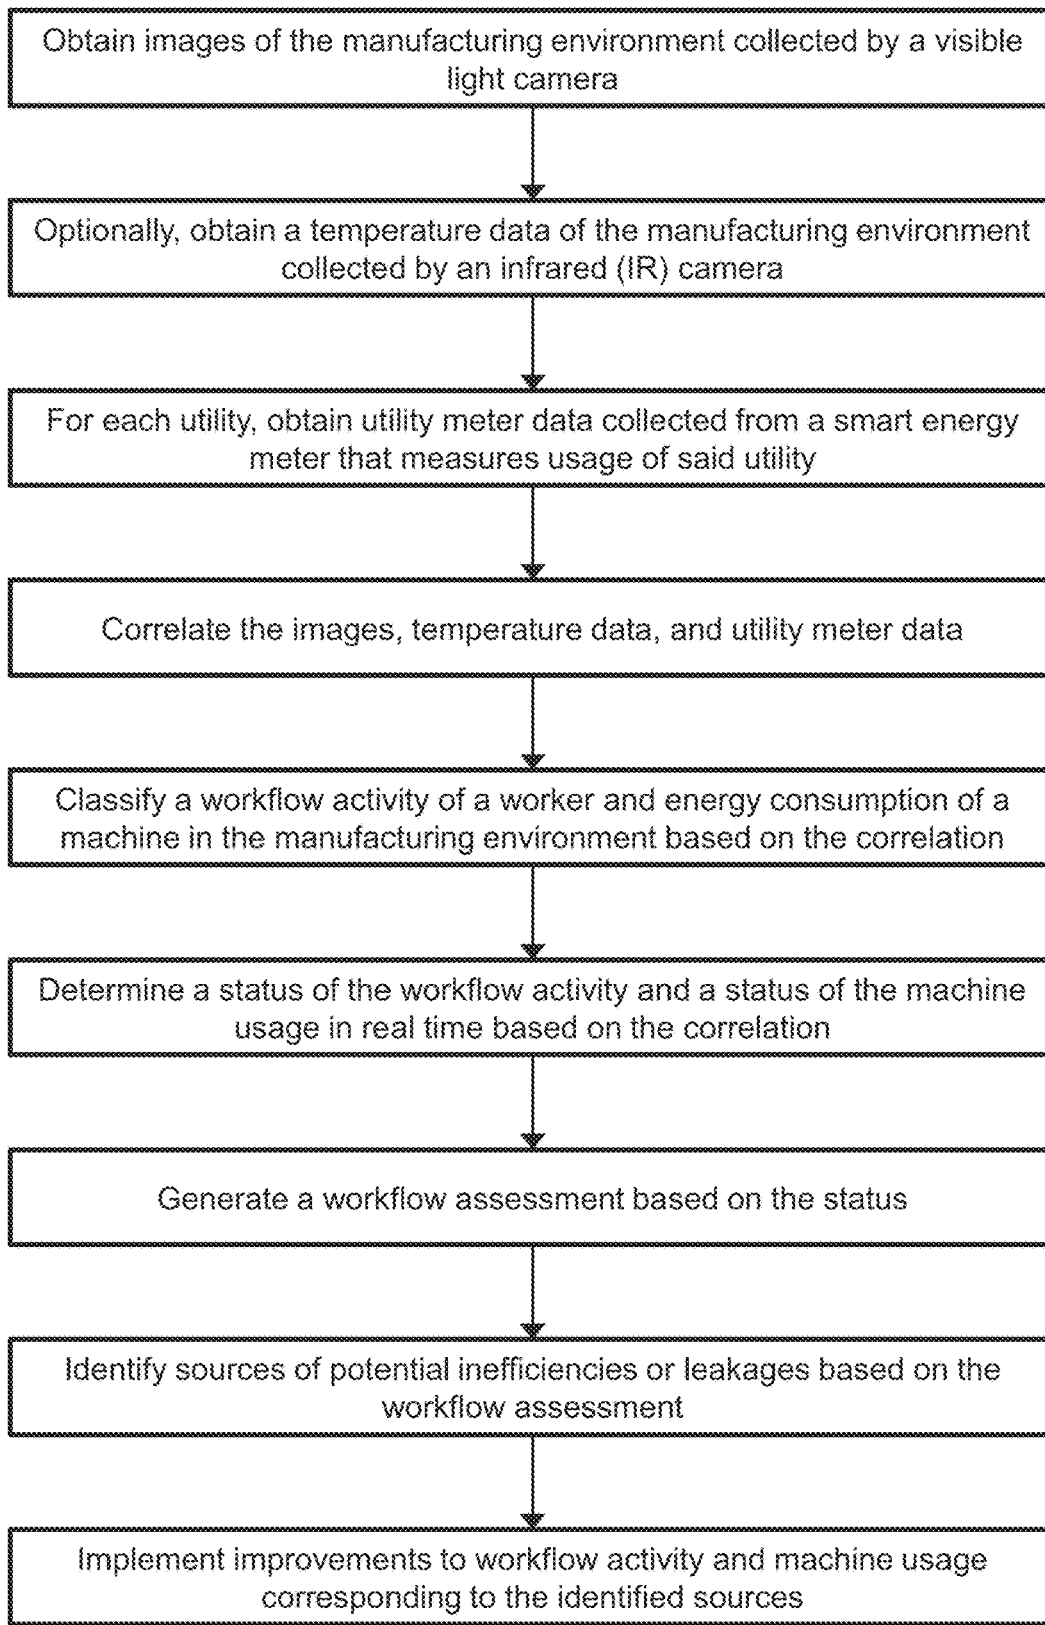 Obtain images of the manufacturing environment collected by a visible
light camera
Optionally, obtain a temperature data of the manufacturing environment
collected by an infrared (IR) camera
For each utility, obtain utility meter data collected from a smart energy
meter that measures usage of said utility
Correlate the images, temperature data, and utility meter data
Classify a workflow activity of a worker and energy consumption of a
machine in the manufacturing environment based on the correlation
Determine a status of the workflow activity and a status of the machine
usage in real time based on the correlation
Generate a workflow assessment based on the status
Identify sources of potential inefficiencies or leakages based on the
workflow assessment
Implement improvements to workflow activity and machine usage
corresponding to the identified sources